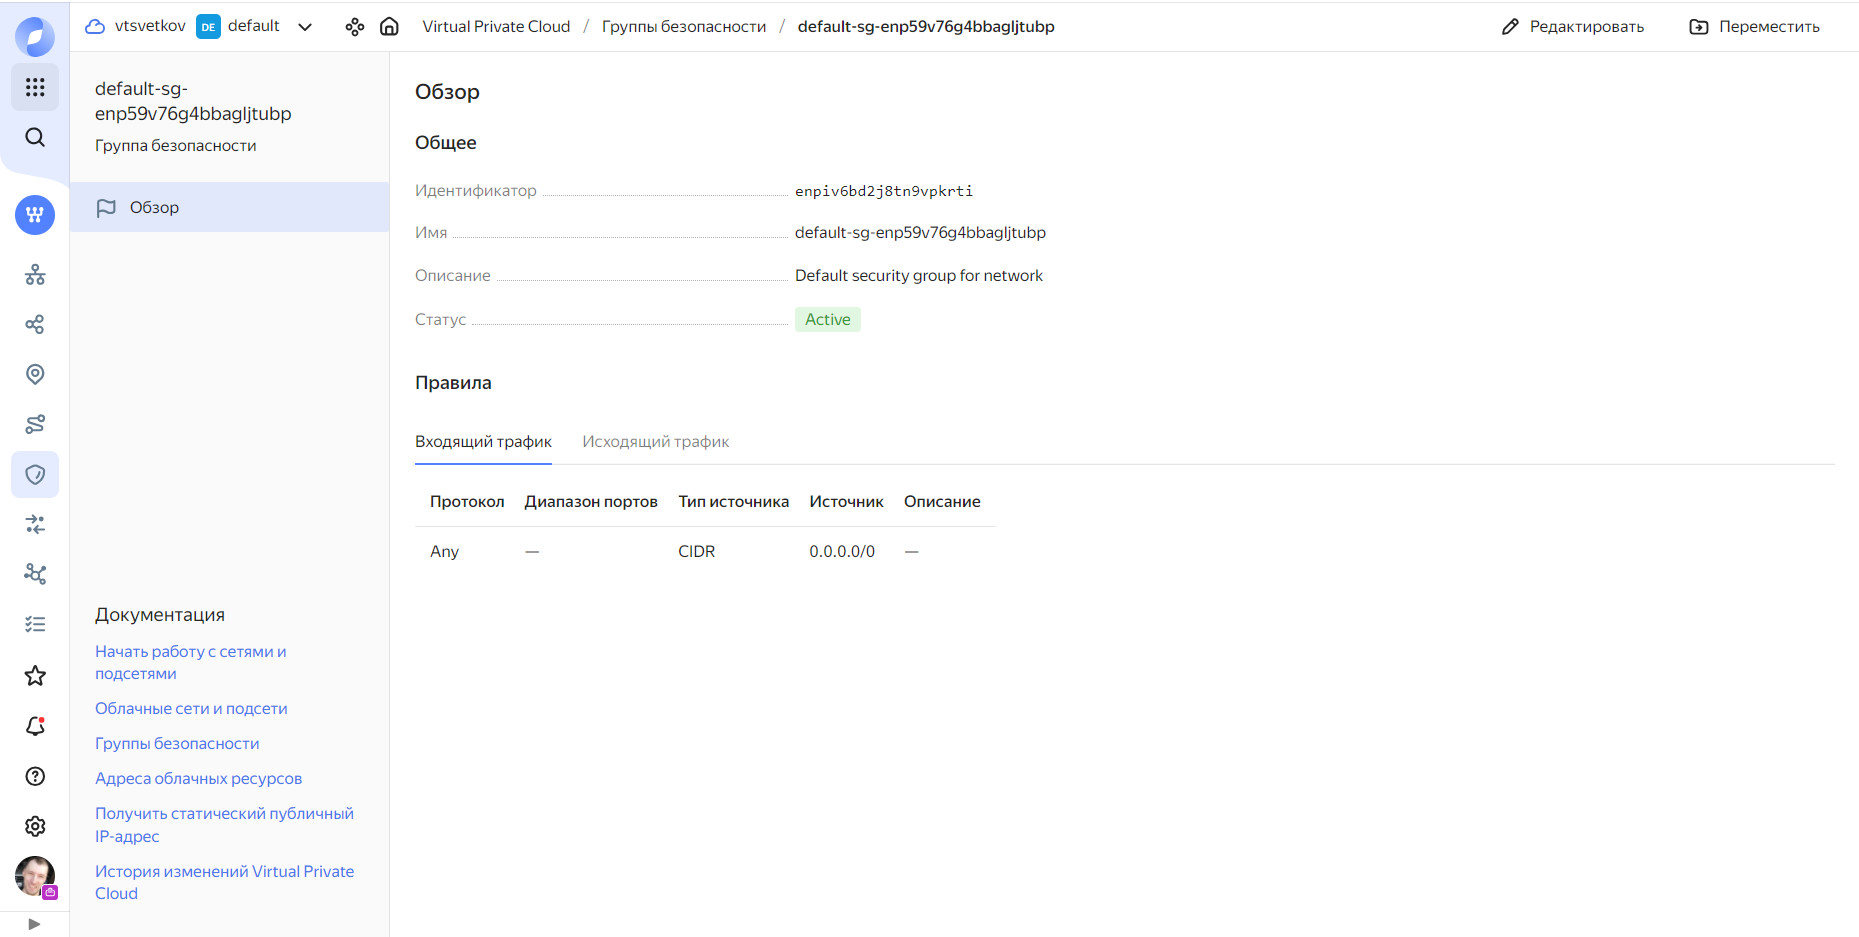 vtsvetkov DE default
Virtual Private Cloud / Группы безопасности / default-sg-enp59v76g4bbagljtubp
Редактировать
Переместить
default-sg-
enp59v76g4bbagljtubp
Группа безопасности
Обзор
Документация
Начать работу с сетями и
подсетями
Облачные сети и подсети
Группы безопасности
Адреса облачных ресурсов
Получить статический публичный
IP-адрес
История изменений Virtual Private
Cloud
Обзор
Общее
Идентификатор enpiv6bd2j8tn9vpkrti
Имя default-sg-enp59v76g4bbagljtubp
Описание Default security group for network
Статус Active
Правила
Входящий трафик Исходящий трафик
Протокол Диапазон портов Тип источника Источник Описание
Any — CIDR 0.0.0.0/0 —